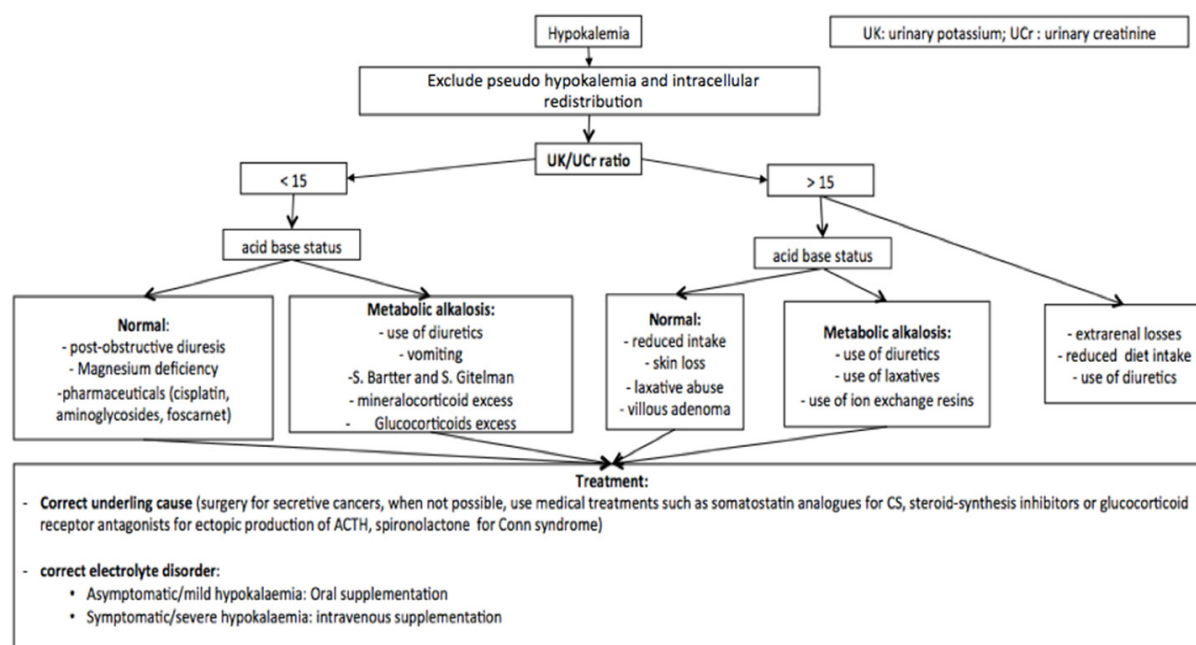 Hypokalemia
UK: urinary potassium; UCr : urinary creatinine
Exclude pseudo hypokalemia and intracellular
redistribution
UK/UCr ratio
< 15
> 15
acid base status
acid base status
Normal:
- post-obstructive diuresis
- Magnesium deficiency
-pharmaceuticals (cisplatin,
aminoglycosides, foscarnet)
Metabolic alkalosis:
- use of diuretics
- vomiting
-S. Bartter and S. Gitelman
- mineralocorticoid excess
- Glucocorticoids excess
Normal:
- reduced intake
- skin loss
- laxative abuse
- villous adenoma
Metabolic alkalosis:
- use of diuretics
- use of laxatives
- use of ion exchange resins
- extrarenal losses
- reduced diet intake
- use of diuretics
Treatment:
- Correct underling cause (surgery for secretive cancers, when not possible, use medical treatments such as somatostatin analogues for CS, steroid-synthesis inhibitors or glucocorticoid
receptor antagonists for ectopic production of ACTH, spironolactone for Conn syndrome)
- correct electrolyte disorder:
• Asymptomatic/mild hypokalaemia: Oral supplementation
• Symptomatic/severe hypokalaemia: intravenous supplementation